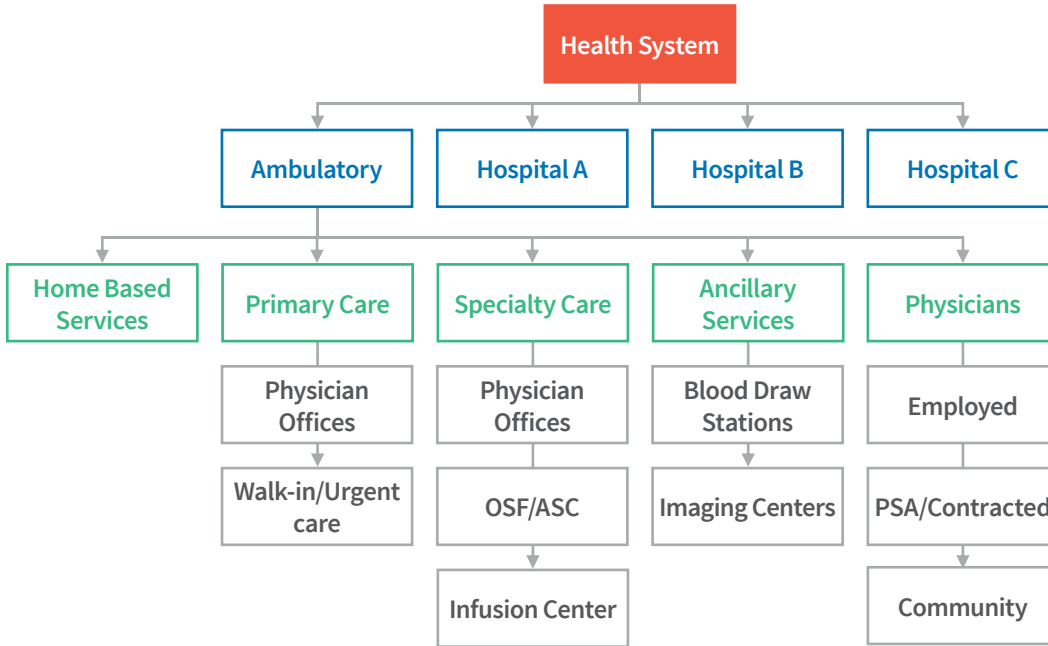 Health System
Ambulatory
Hospital A
Hospital B
Hospital C
Home Based
Services
Primary Care
Specialty Care
Ancillary
Services
Physicians
Physician
Offices
Physician
Offices
Blood Draw
Stations
Employed
Walk-in/Urgent
care
OSF/ASC
Imaging Centers
PSA/Contracted
Infusion Center
Community